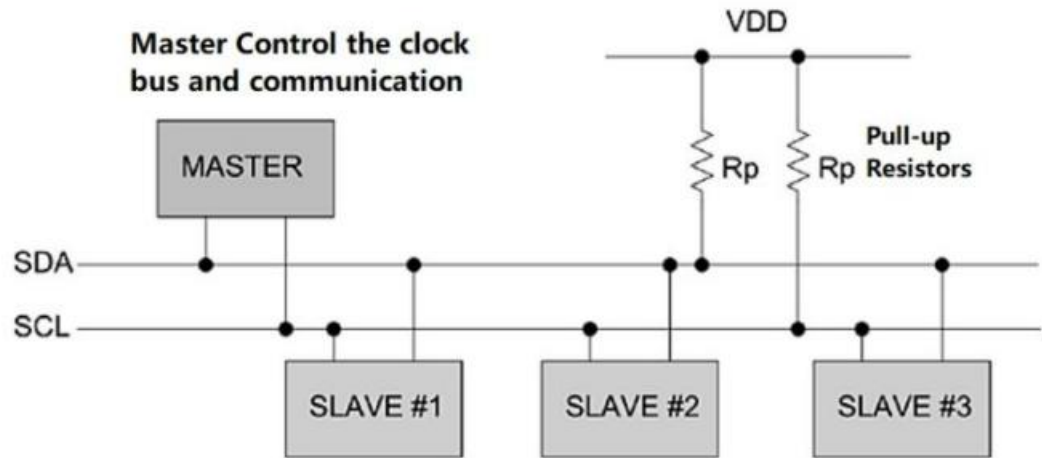 VDD
Master Control the clock
bus and communication
MASTER
Rp
Rp
Pull-up
Resistors
SDA
SCL
SLAVE #1
SLAVE #2
SLAVE #3